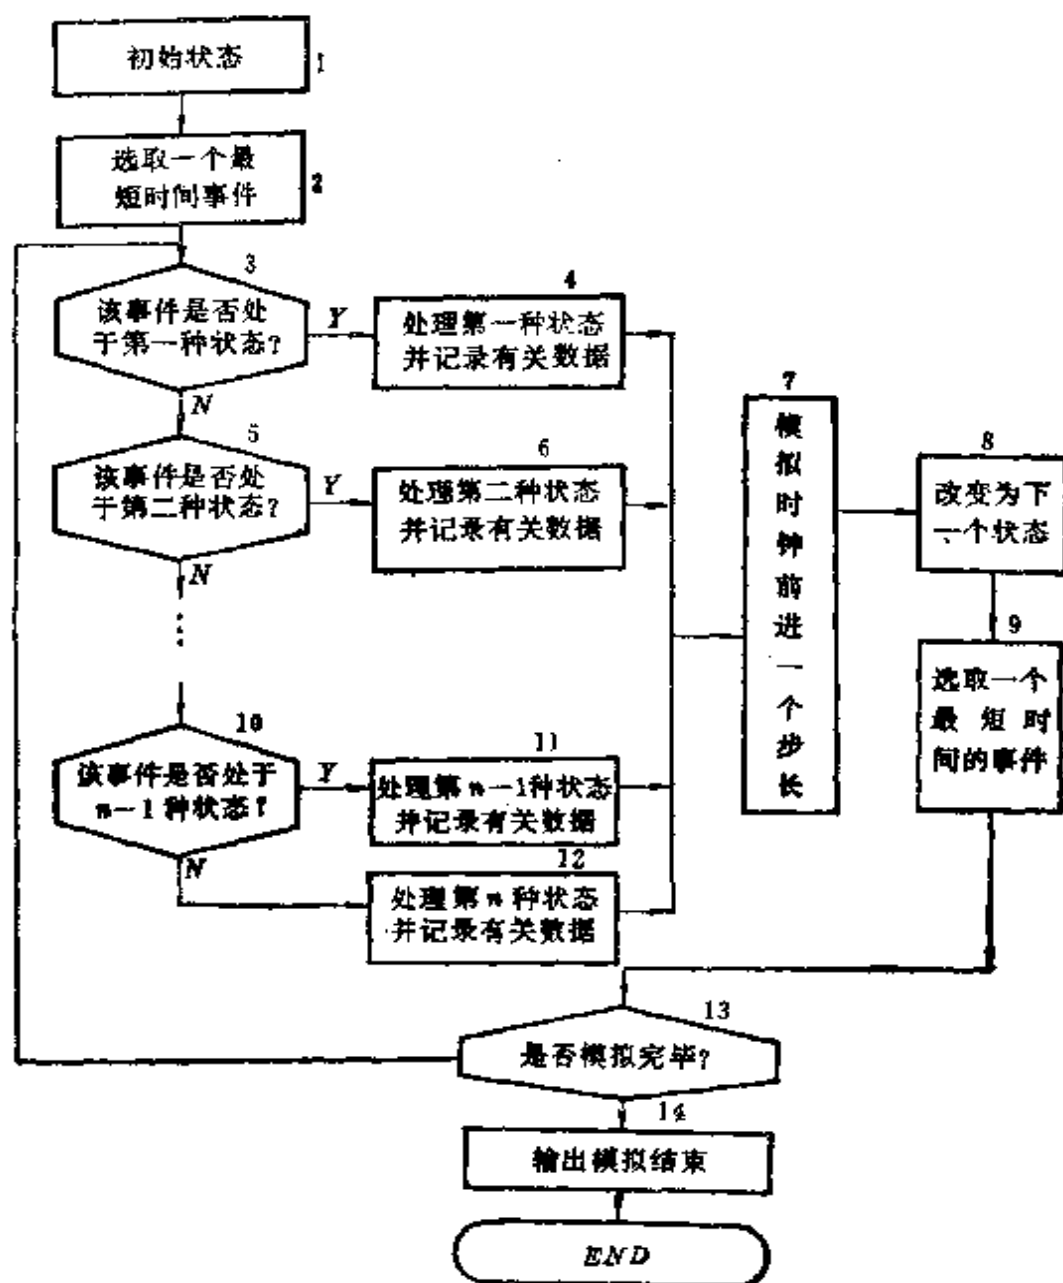 初始状态
1
选取一个最
短时间事件
2
3
该事件是否处
于第一种状态?
Y
4
处理第一种状态
并记录有关数据
N
5
该事件是否处
于第二种状态?
Y
6
处理第二种状态
并记录有关数据
N
7
模拟时钟前进一个步长
8
改变为下
一个状态
9
选取一个
最短时
间的事件
10
该事件是否处于
n-1种状态?
Y
11
处理第n-1种状态
并记录有关数据
N
12
处理第n种状态
并记录有关数据
13
是否模拟完毕?
14
输出模拟结束
END